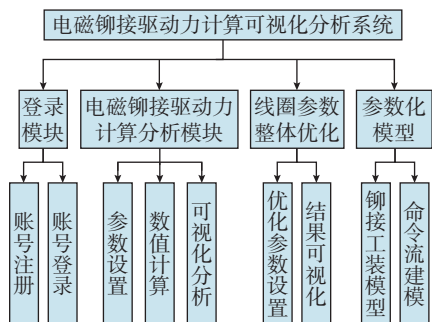 电磁铆接驱动力计算可视化分析系统
登录
模块
电磁铆接驱动力
计算分析模块
线圈参数
整体优化
参数化
模型
账号注册
账号登录
参数设置
数值计算
可视化分析
优化参数设置
结果可视化
铆接工装模型
命令流建模